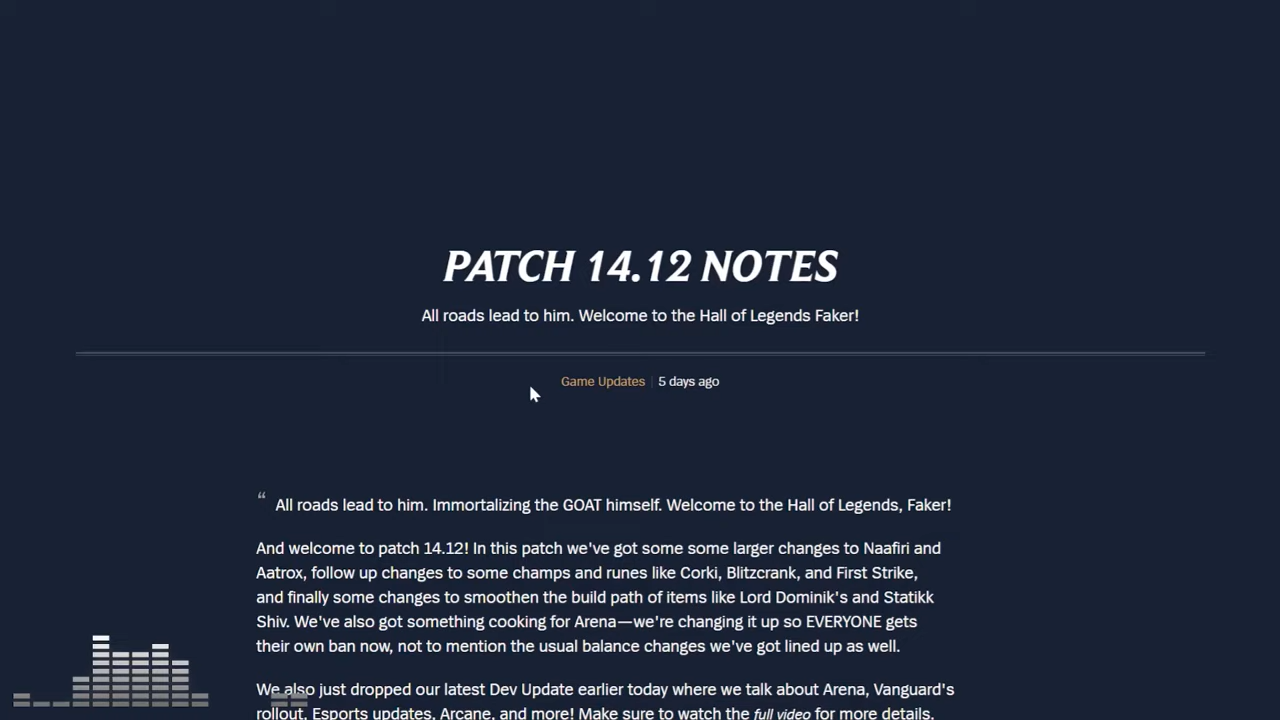 PATCH 14.12 NOTES
All roads lead to him. Welcome to the Hall of Legends Faker!
Game Updates | 5 days ago
“ All roads lead to him. Immortalizing the GOAT himself. Welcome to the Hall of Legends, Faker!
And welcome to patch 14.12! In this patch we've got some some larger changes to Naafiri and
Aatrox, follow up changes to some champs and runes like Corki, Blitzcrank, and First Strike,
and finally some changes to smoothen the build path of items like Lord Dominik's and Statikk
Shiv. We've also got something cooking for Arena—we're changing it up so EVERYONE gets
their own ban now, not to mention the usual balance changes we've got lined up as well.
We also just dropped our latest Dev Update earlier today where we talk about Arena, Vanguard's
rollout, Esports updates, Arcane, and more! Make sure to watch the full video for more details.